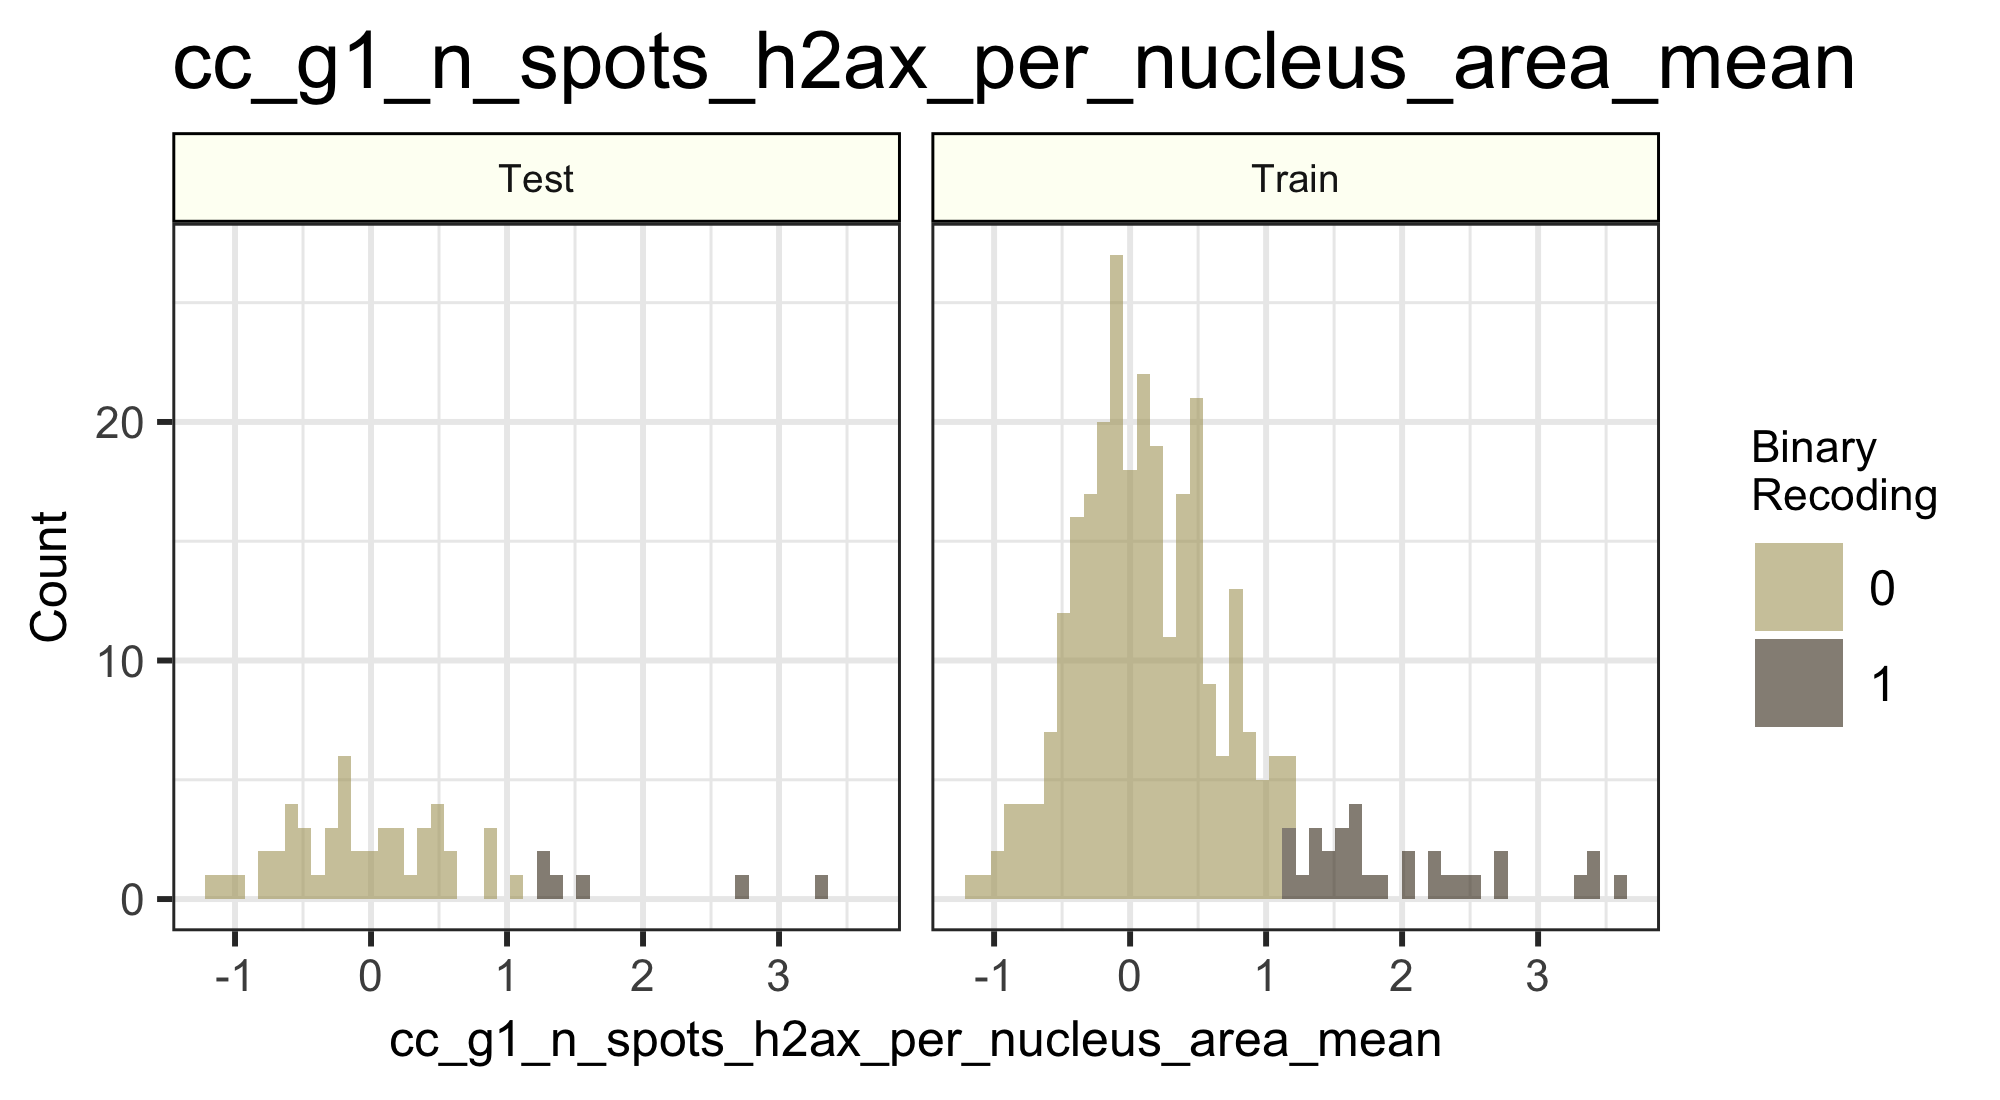 cc_g1_n_spots_h2ax_per_nucleus_area_mean
Test
Train
Count
20
10
0
-1 0 1 2 3
-1 0 1 2 3
cc_g1_n_spots_h2ax_per_nucleus_area_mean
Binary
Recoding
0
1